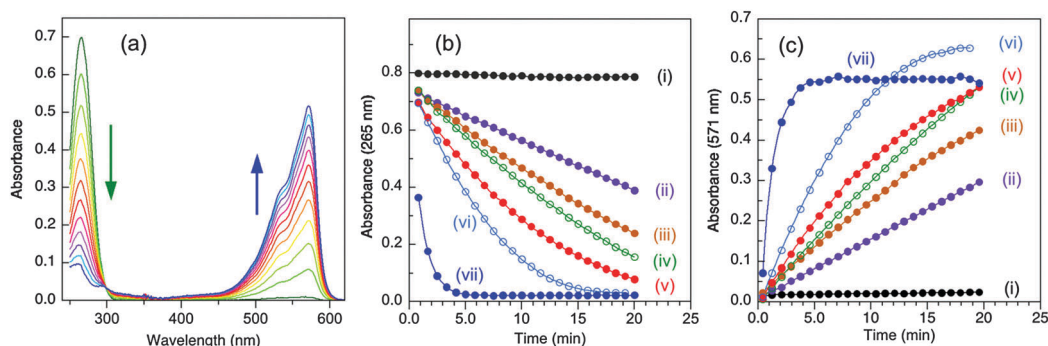 (a)
0.7
0.6
0.5
0.4
0.3
0.2
0.1
0.0
Absorbance
300
400
500
600
Wavelength (nm)
(b)
0.8
0.6
0.4
0.2
0.0
Absorbance (265 nm)
(i)
(ii)
(iii)
(iv)
(v)
(vi)
(vii)
0.0
5.0
10
15
20
25
Time (min)
(c)
0.7
0.6
0.5
0.4
0.3
0.2
0.1
0.0
Absorbance (571 nm)
(vii)
(vi)
(v)
(iv)
(iii)
(ii)
(i)
0.0
5.0
10
15
20
25
Time (min)